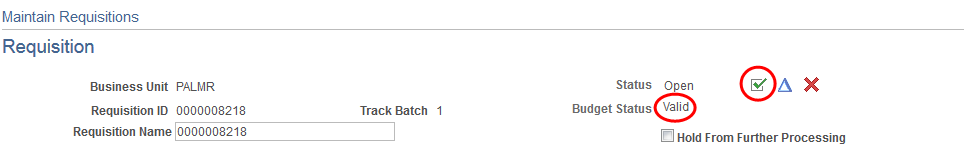 Maintain Requisitions
Requisition
Business Unit PALMR Status Open
Requisition ID 0000008218 Track Batch 1 Budget Status Valid
Requisition Name 0000008218
Hold From Further Processing